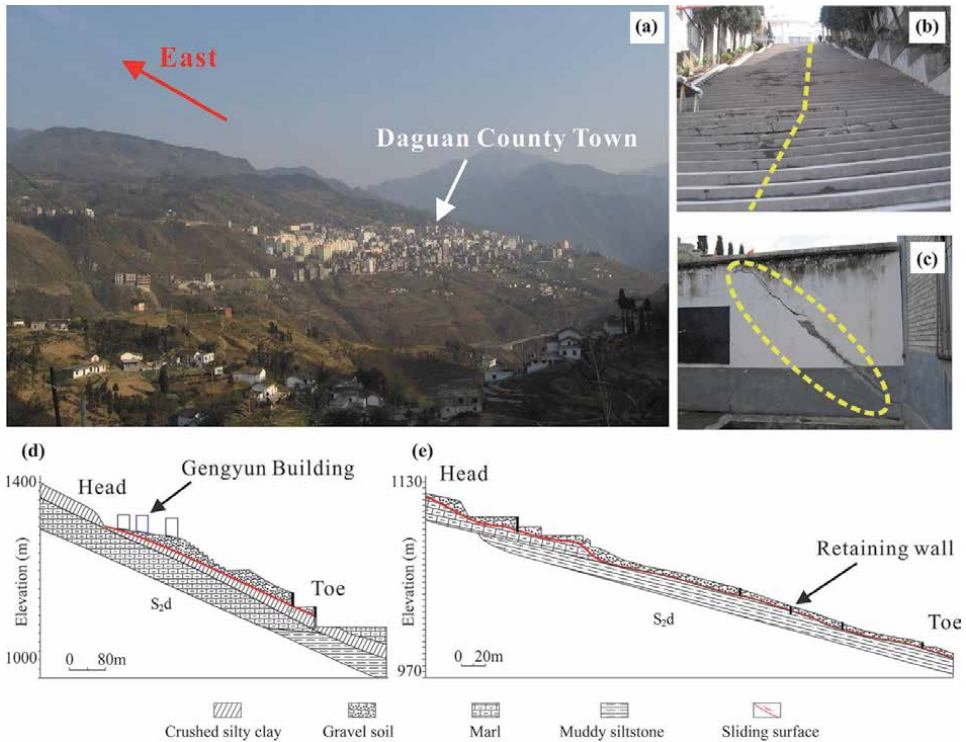 (a)
East
Daguan County Town
(b)
(c)
(d)
Gengyun Building
1400
Head
Toe
Elevation (m)
S₂d
1000
0 80m
(e)
1130
Head
Retaining wall
Elevation (m)
S₂d
Toe
970
0 20m
Crushed silty clay
Gravel soil
Marl
Muddy siltstone
Sliding surface